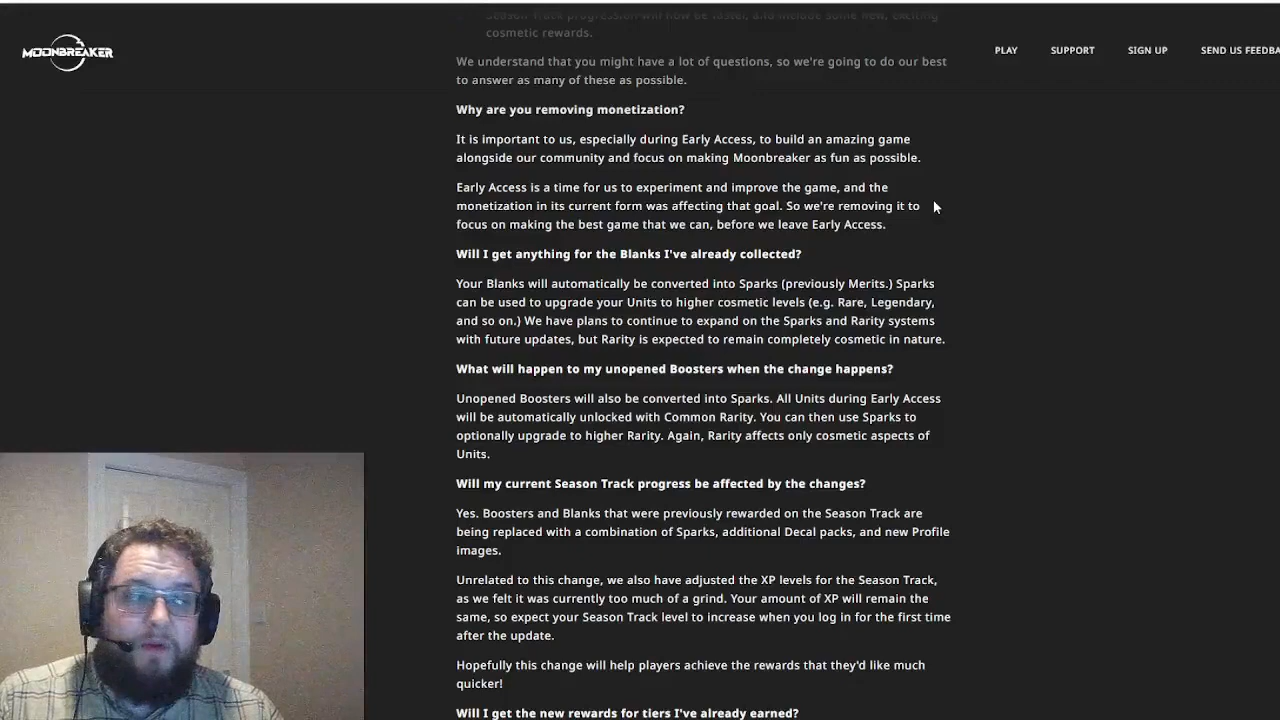 Season Track progression will now be faster, and include some new, exciting
cosmetic rewards.
MOONBREAKER
PLAY
SUPPORT
SIGN UP
SEND US FEEDBA
We understand that you might have a lot of questions, so we're going to do our best
to answer as many of these as possible.
Why are you removing monetization?
It is important to us, especially during Early Access, to build an amazing game
alongside our community and focus on making Moonbreaker as fun as possible.
Early Access is a time for us to experiment and improve the game, and the
monetization in its current form was affecting that goal. So we're removing it to
focus on making the best game that we can, before we leave Early Access.
Will I get anything for the Blanks I've already collected?
Your Blanks will automatically be converted into Sparks (previously Merits.) Sparks
can be used to upgrade your Units to higher cosmetic levels (e.g. Rare, Legendary,
and so on.) We have plans to continue to expand on the Sparks and Rarity systems
with future updates, but Rarity is expected to remain completely cosmetic in nature.
What will happen to my unopened Boosters when the change happens?
Unopened Boosters will also be converted into Sparks. All Units during Early Access
will be automatically unlocked with Common Rarity. You can then use Sparks to
optionally upgrade to higher Rarity. Again, Rarity affects only cosmetic aspects of
Units.
Will my current Season Track progress be affected by the changes?
Yes. Boosters and Blanks that were previously rewarded on the Season Track are
being replaced with a combination of Sparks, additional Decal packs, and new Profile
images.
Unrelated to this change, we also have adjusted the XP levels for the Season Track,
as we felt it was currently too much of a grind. Your amount of XP will remain the
same, so expect your Season Track level to increase when you log in for the first time
after the update.
Hopefully this change will help players achieve the rewards that they'd like much
quicker!
Will I get the new rewards for tiers I've already earned?